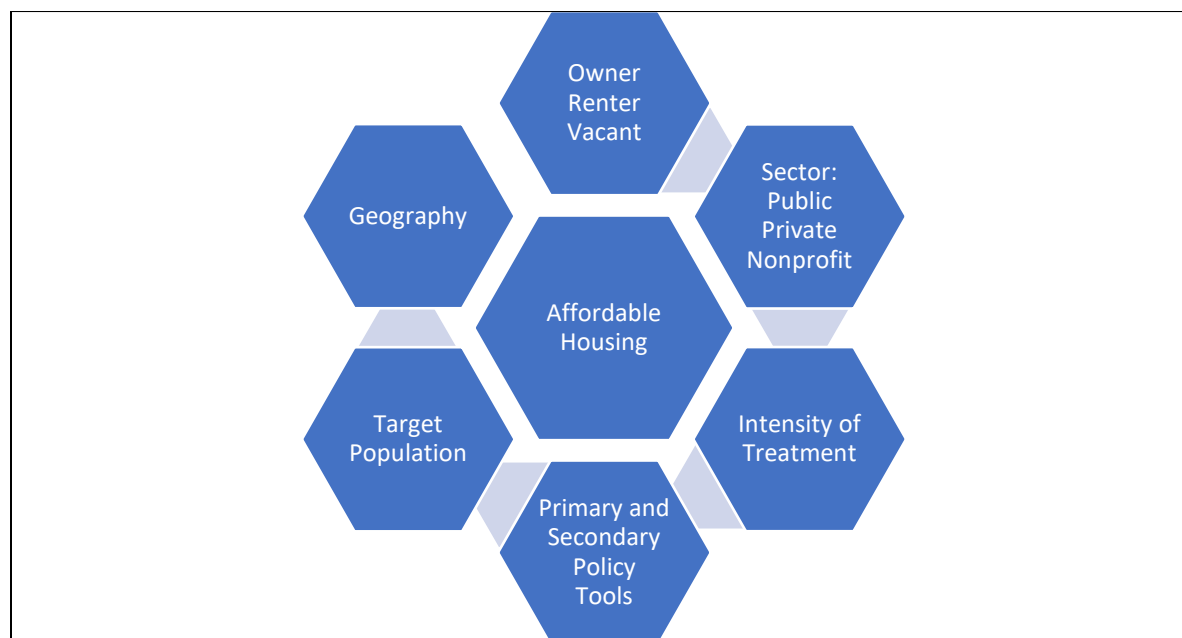 Owner
Renter
Vacant
Sector:
Public
Private
Nonprofit
Geography
Affordable
Housing
Target
Population
Intensity of
Treatment
Primary and
Secondary
Policy
Tools